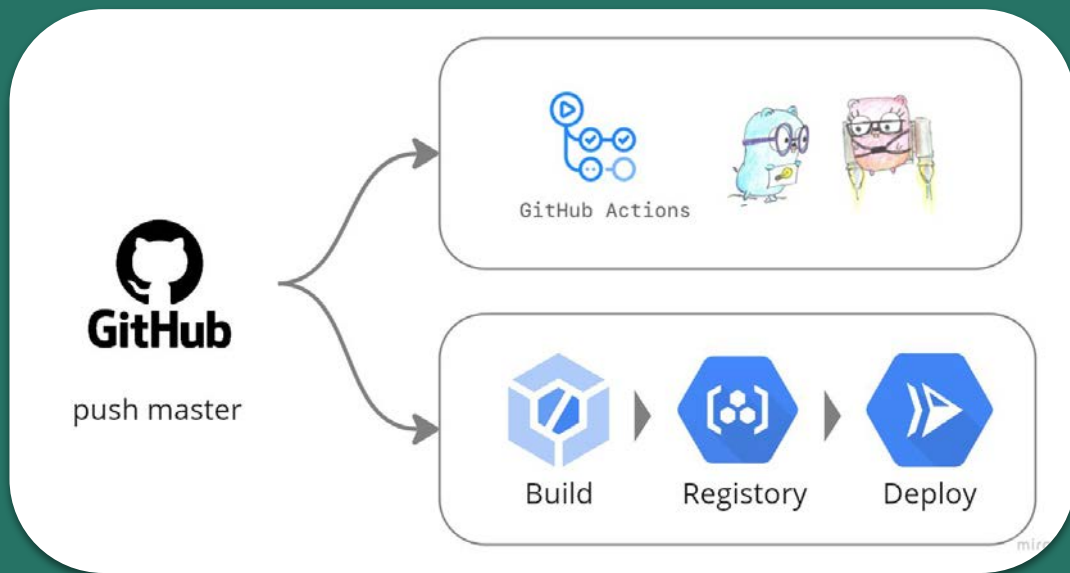 GitHub Actions
GitHub
push master
Build
Registory
Deploy